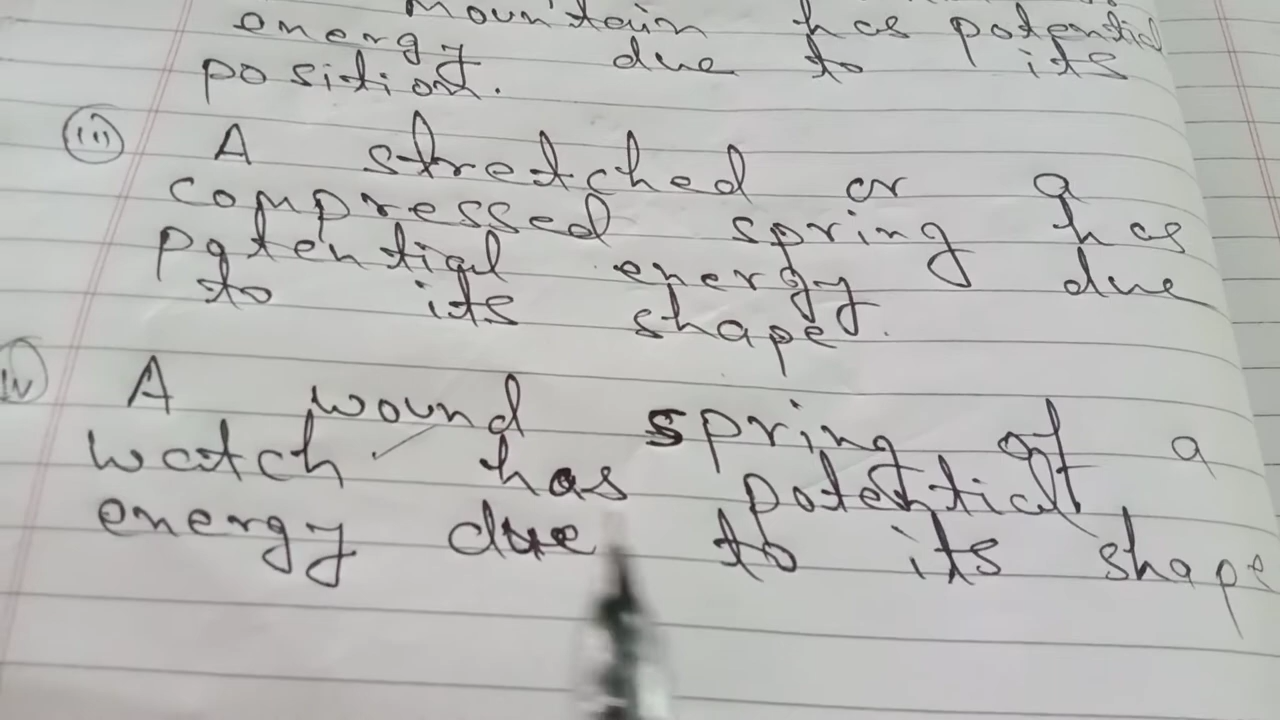 Mountain has potential
energy due to its
position.
(iii) A stretched or a
compressed spring has
potential energy due
to its shape.
(iv) A wound spring of a
watch has potential
energy due to its shape